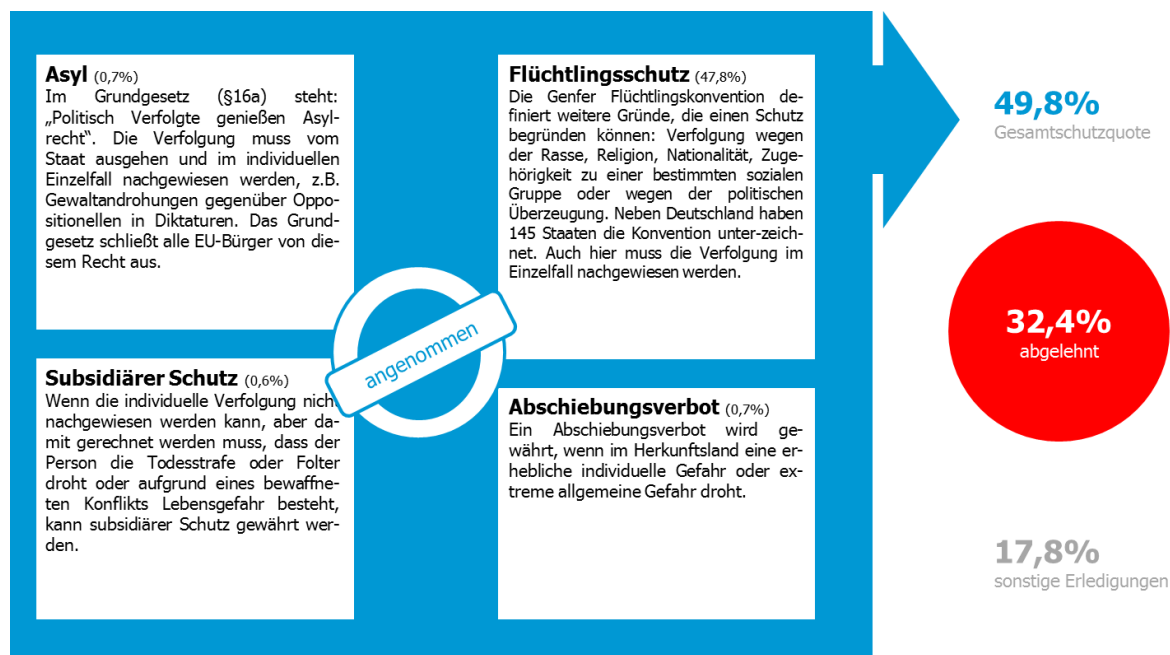 Asyl (0,7%)
Im Grundgesetz (§16a) steht:
„Politisch Verfolgte genießen Asyl-
recht“. Die Verfolgung muss vom
Staat ausgehen und im individuellen
Einzelfall nachgewiesen werden, z.B.
Gewaltandrohungen gegenüber Oppo-
sitionellen in Diktaturen. Das Grund-
gesetz schließt alle EU-Bürger von die-
sem Recht aus.
Flüchtlingsschutz (47,8%)
Die Genfer Flüchtlingskonvention de-
finiert weitere Gründe, die einen Schutz
begründen können: Verfolgung wegen
der Rasse, Religion, Nationalität, Zuge-
hörigkeit zu einer bestimmten sozialen
Gruppe oder wegen der politischen
Überzeugung. Neben Deutschland haben
145 Staaten die Konvention unter-zeich-
net. Auch hier muss die Verfolgung im
Einzelfall nachgewiesen werden.
angenommen
Subsidiärer Schutz (0,6%)
Wenn die individuelle Verfolgung nicht
nachgewiesen werden kann, aber da-
mit gerechnet werden muss, dass der
Person die Todesstrafe oder Folter
droht oder aufgrund eines bewaffne-
ten Konflikts Lebensgefahr besteht,
kann subsidiärer Schutz gewährt wer-
den.
Abschiebungsverbot (0,7%)
Ein Abschiebungsverbot wird ge-
währt, wenn im Herkunftsland eine er-
hebliche individuelle Gefahr oder ex-
treme allgemeine Gefahr droht.
49,8%
Gesamtschutzquote
32,4%
abgelehnt
17,8%
sonstige Erledigungen